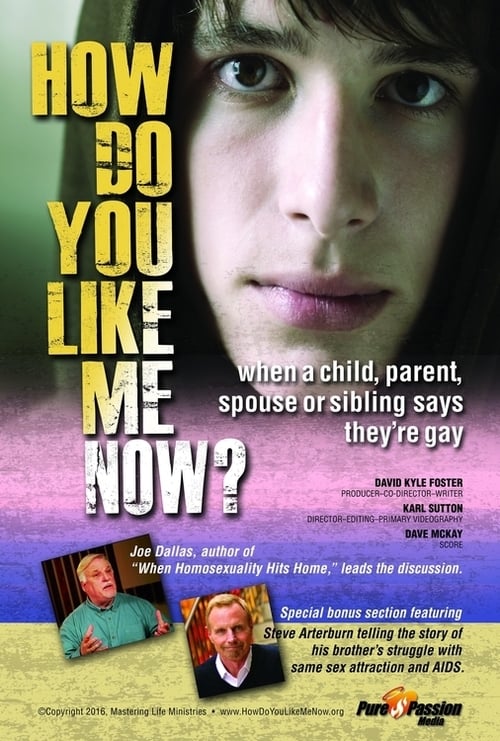 HOW
DO
YOU
LIKE
ME
NOW?
when a child, parent,
spouse or sibling says
they're gay
DAVID KYLE FOSTER
PRODUCER-CO-DIRECTOR-WRITER
KARL SUTTON
DIRECTOR-EDITING-PRIMARY VIDEOGRAPHY
DAVE MCKAY
SCORE
Joe Dallas, author of
"When Homosexuality Hits Home," leads the discussion.
Special bonus section featuring
Steve Arterburn telling the story of
his brother's struggle with
same sex attraction and AIDS.
©Copyright 2016, Mastering Life Ministries • www.HowDoYouLikeMeNow.org
Pure Passion
Media